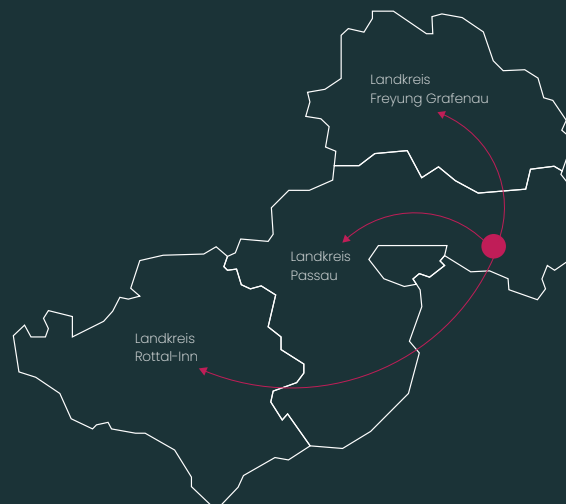 Landkreis
Freyung Grafenau
Landkreis
Passau
Landkreis
Rottal-Inn